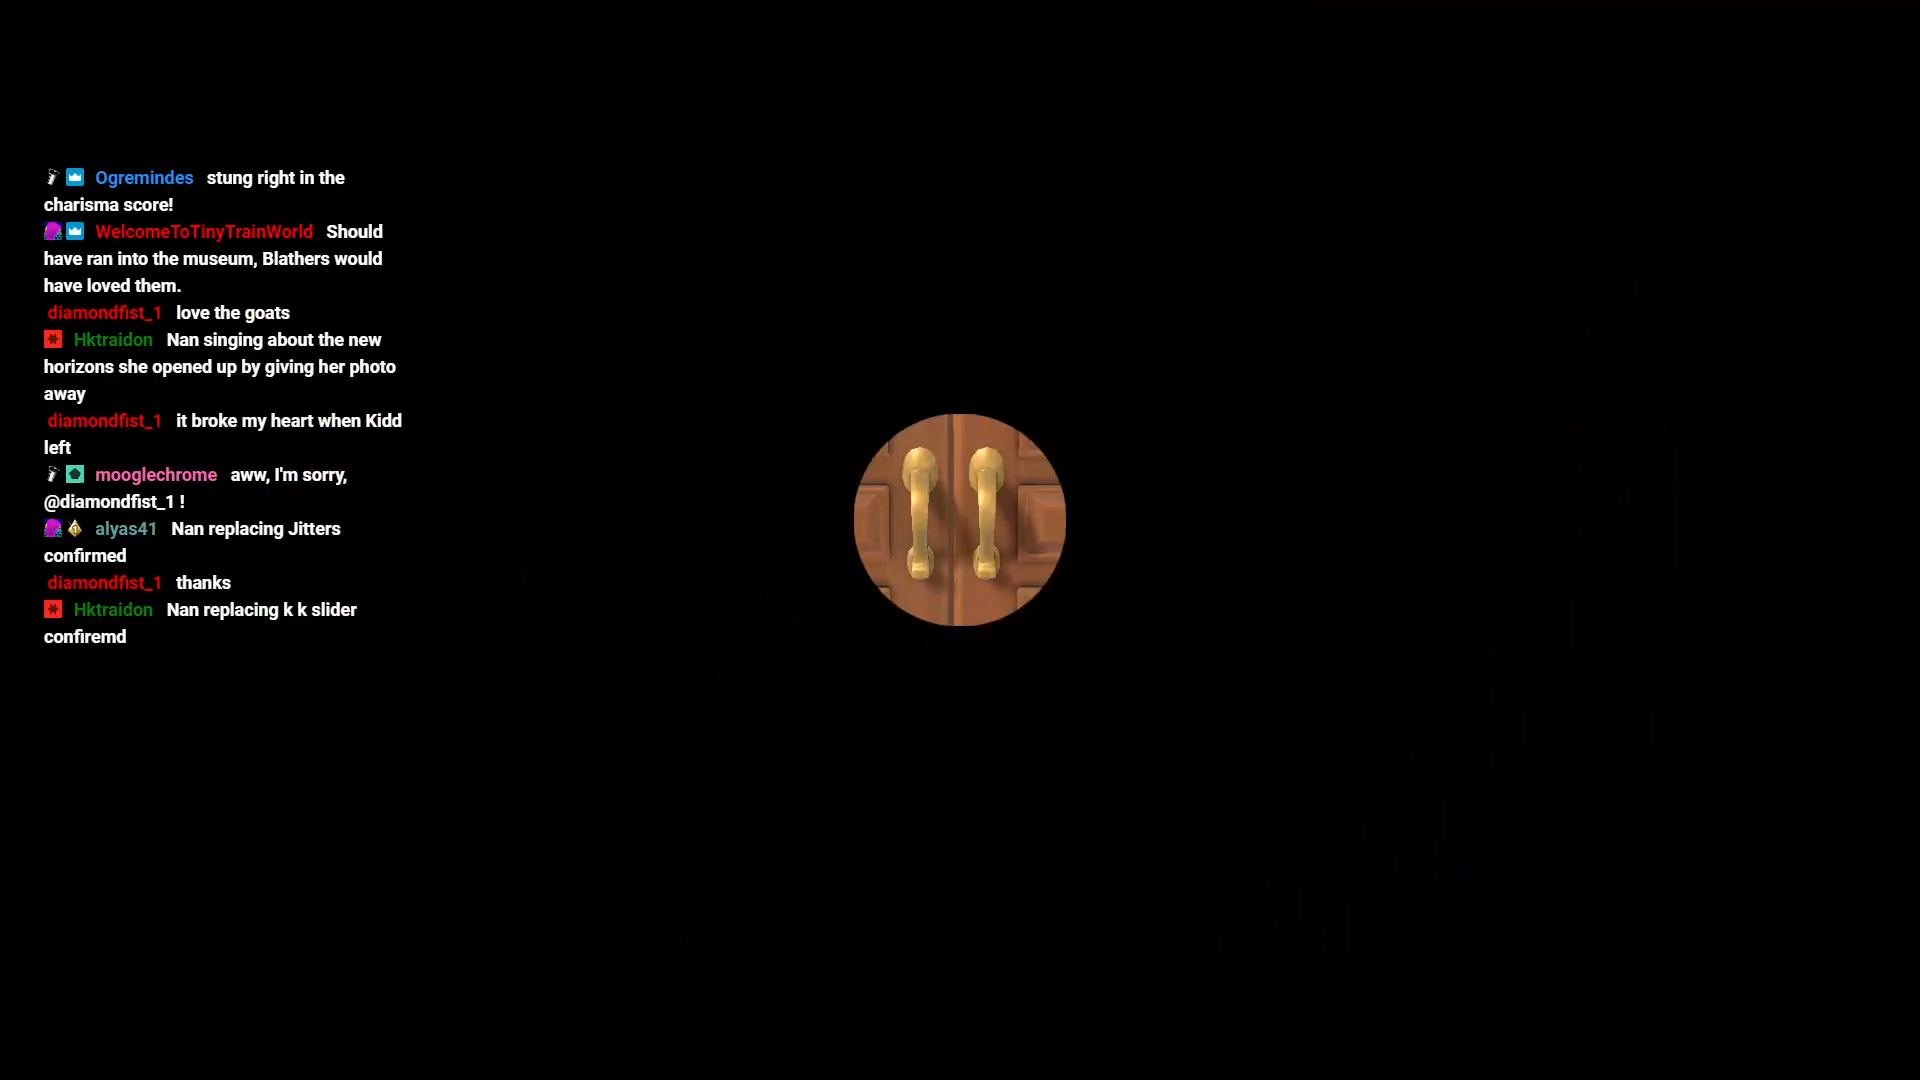 Ogremindes stung right in the
charisma score!
WelcomeToTinyTrainWorld Should
have ran into the museum, Blathers would
have loved them.
diamondfist_1 love the goats
Hktraidon Nan singing about the new
horizons she opened up by giving her photo
away
diamondfist_1 it broke my heart when Kidd
left
mooglechrome aww, I'm sorry,
@diamondfist_1 !
alyas41 Nan replacing Jitters
confirmed
diamondfist_1 thanks
Hktraidon Nan replacing k k slider
confiremd